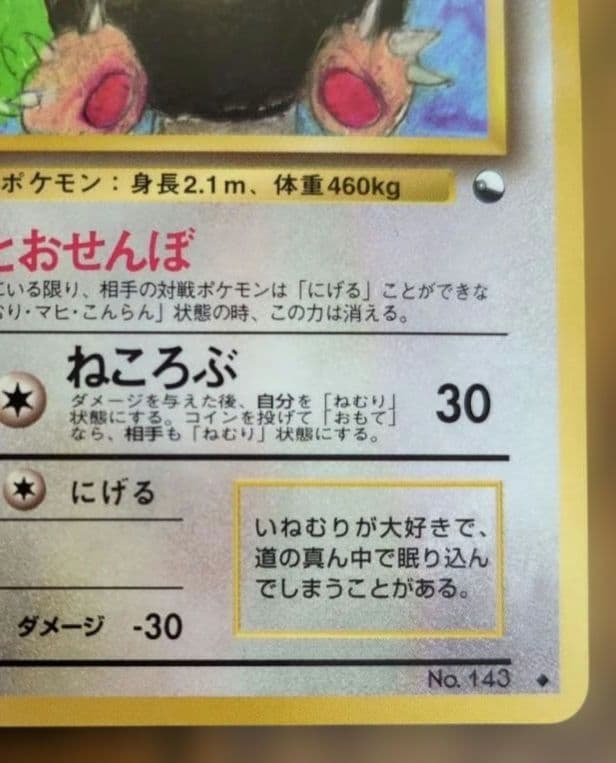 ポケモン：身長2.1m、体重460kg
おせんぼ
いる限り、相手の対戦ポケモンは「にげる」ことができな
り・マヒ・こんらん」状態の時、この力は消える。
ねころぶ
ダメージを与えた後、自分を「ねむり」
状態にする。コインを投げて「おもて」
なら、相手も「ねむり」状態にする。
30
にげる
いねむりが大好きで、
道の真ん中で眠り込ん
でしまうことがある。
ダメージ -30
No. 143